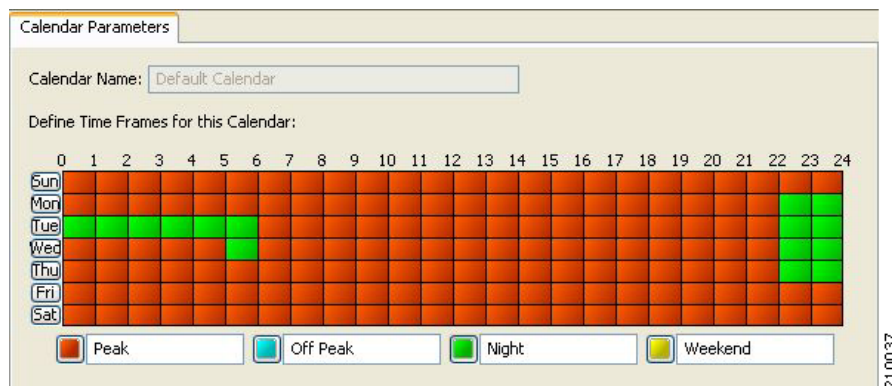 Calendar Parameters
Calendar Name: Default Calendar
Define Time Frames for this Calendar:
0 1 2 3 4 5 6 7 8 9 10 11 12 13 14 15 16 17 18 19 20 21 22 23 24
Sun
Mon
Tue
Wed
Thu
Fri
Sat
Peak Off Peak Night Weekend